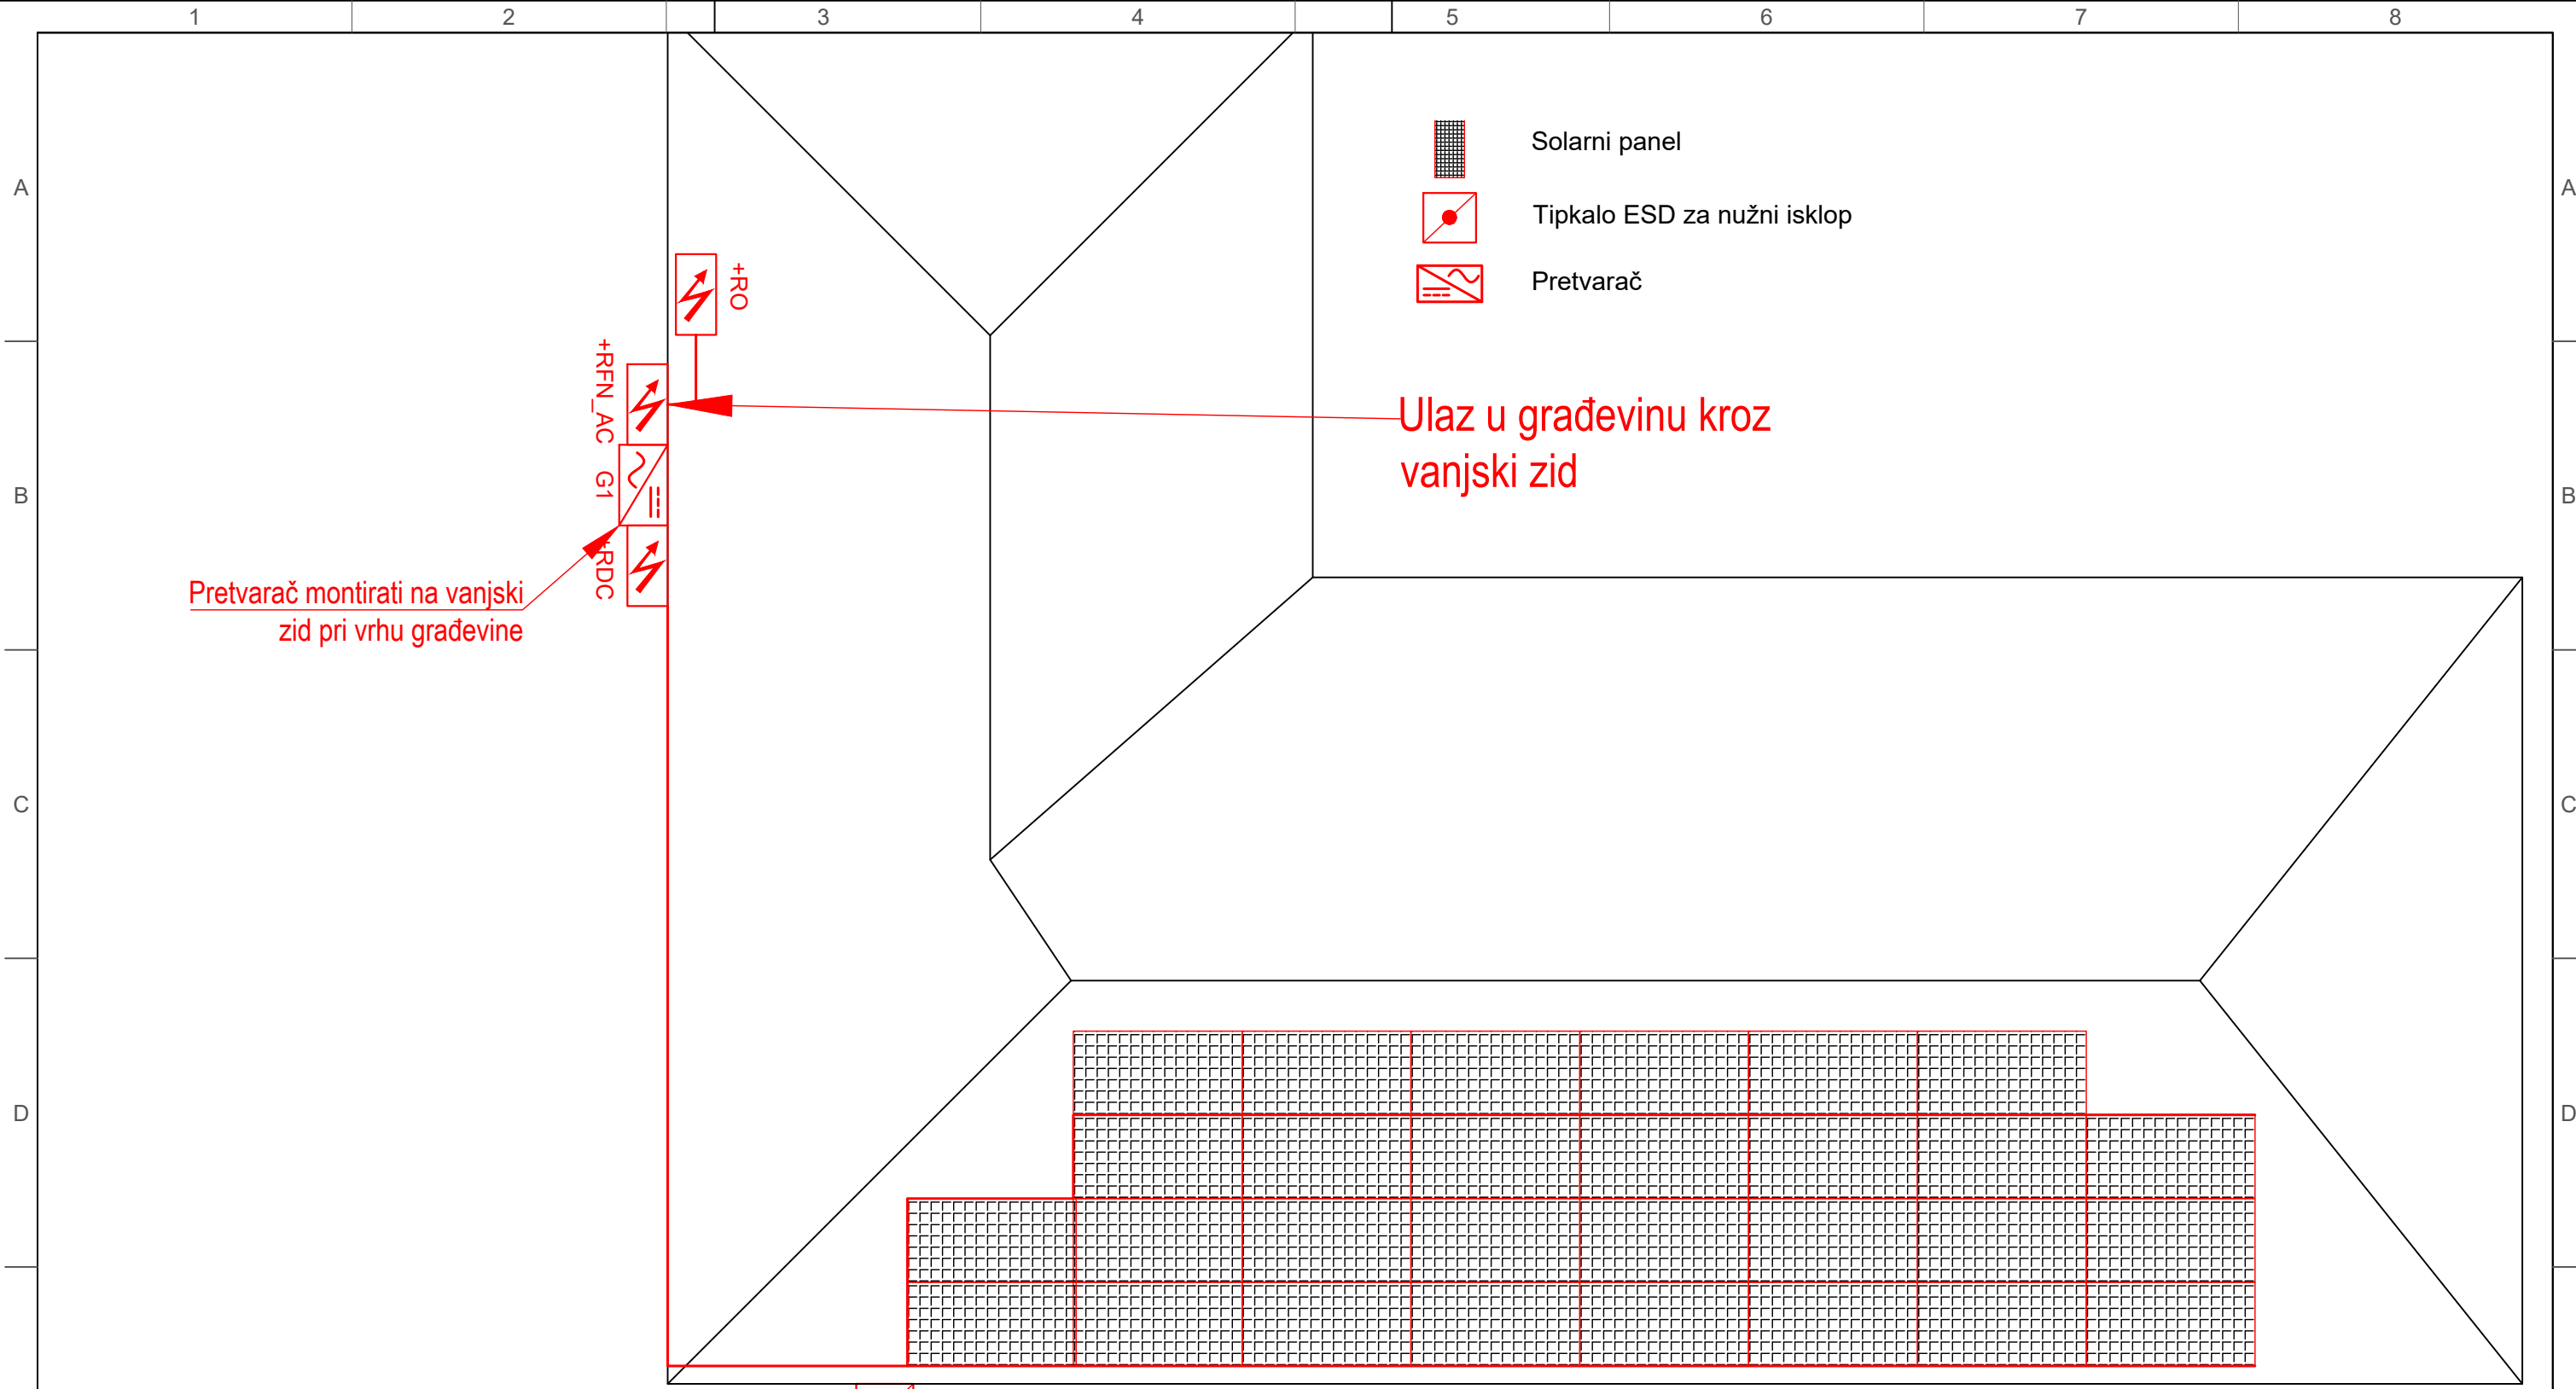 1 2 3 4 5 6 7 8
A A
Solarni panel
Tipkalo ESD za nužni isklop
Pretvarač
+RO
+RFN_AC
Ulaz u građevinu kroz
vanjski zid
B B
G1
+RDC
Pretvarač montirati na vanjski
zid pri vrhu građevine
C C
D D